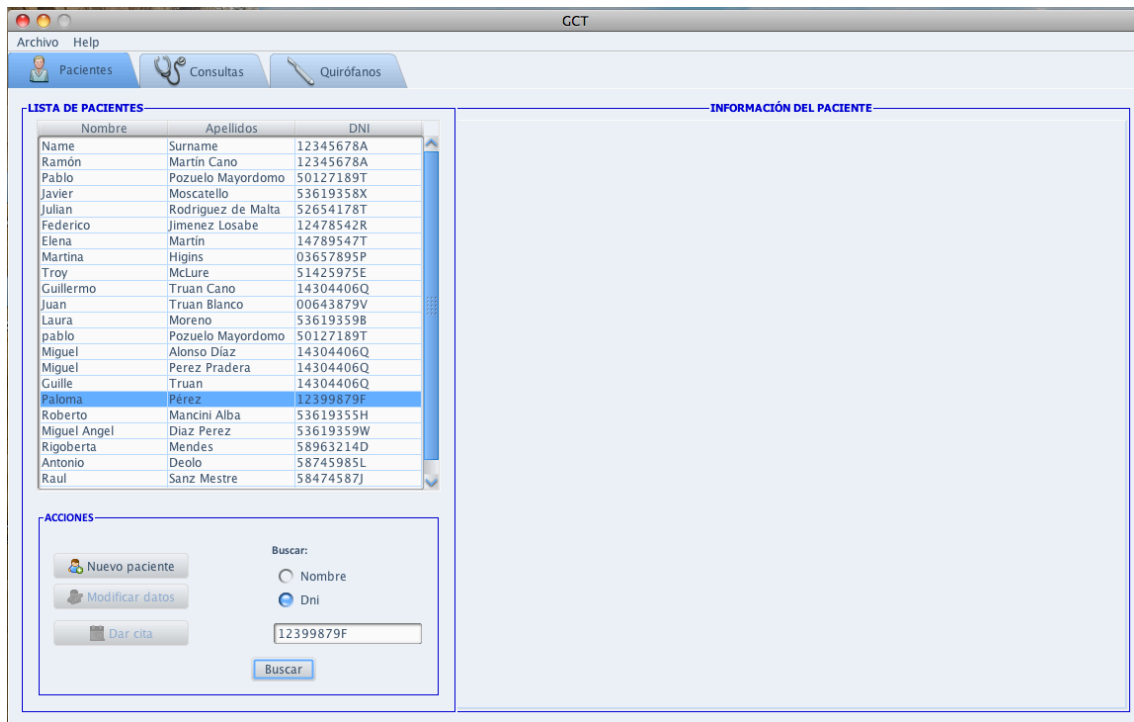 GCT
Archivo Help
Pacientes Consultas Quirófanos
LISTA DE PACIENTES
Nombre Apellidos DNI
Name Surname 12345678A
Ramón Martín Cano 12345678A
Pablo Pozuelo Mayordomo 50127189T
Javier Moscatello 53619358X
Julian Rodriguez de Malta 52654178T
Federico Jimenez Losabe 12478542R
Elena Martín 14789547T
Martina Higins 03657895P
Troy McLure 51425975E
Guillermo Truan Cano 14304406Q
Juan Truan Blanco 00643879V
Laura Moreno 53619359B
pablo Pozuelo Mayordomo 50127189T
Miguel Alonso Díaz 14304406Q
Miguel Perez Pradera 14304406Q
Guille Truan 14304406Q
Paloma Pérez 12399879F
Roberto Mancini Alba 53619355H
Miguel Angel Diaz Perez 53619359W
Rigoberta Mendes 58963214D
Antonio Deolo 58745985L
Raul Sanz Mestre 58474587J
ACCIONES
Nuevo paciente
Modificar datos
Dar cita
Buscar:
Nombre
Dni
12399879F
Buscar
INFORMACIÓN DEL PACIENTE